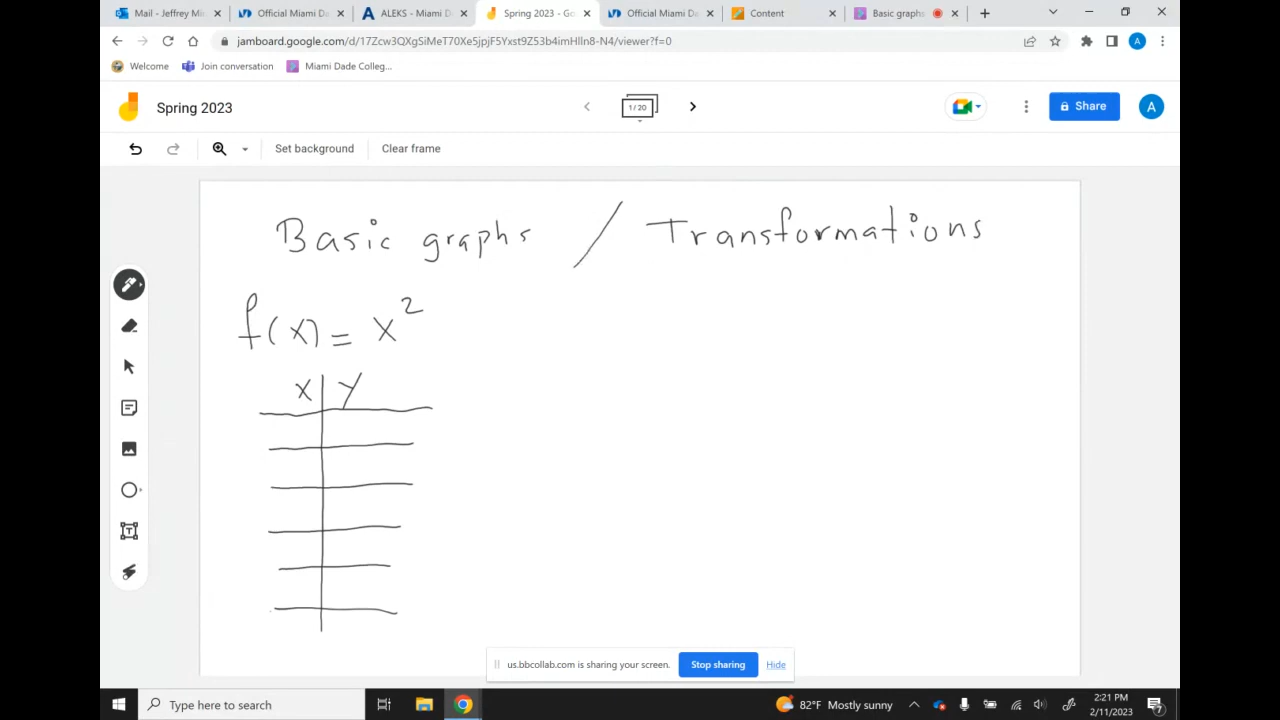 Mail - Jeffrey Mi
Official Miami Da
ALEKS - Miami D
Spring 2023 - Go
Official Miami Da
Content
Basic graphs
jamboard.google.com/d/17Zcw3QXgSiMeT70Xe5jpjF5Yxst9Z53b4imHlln8-N4/viewer?f=0
A
Welcome
Join conversation
Miami Dade Colleg...
Spring 2023
1/20
Share
A
Set background
Clear frame
Basic graphs / Transformations
f(x) = x²
x y
us.bbcollab.com is sharing your screen.
Stop sharing
Hide
Type here to search
82°F Mostly sunny
2:21 PM
2/11/2023
7